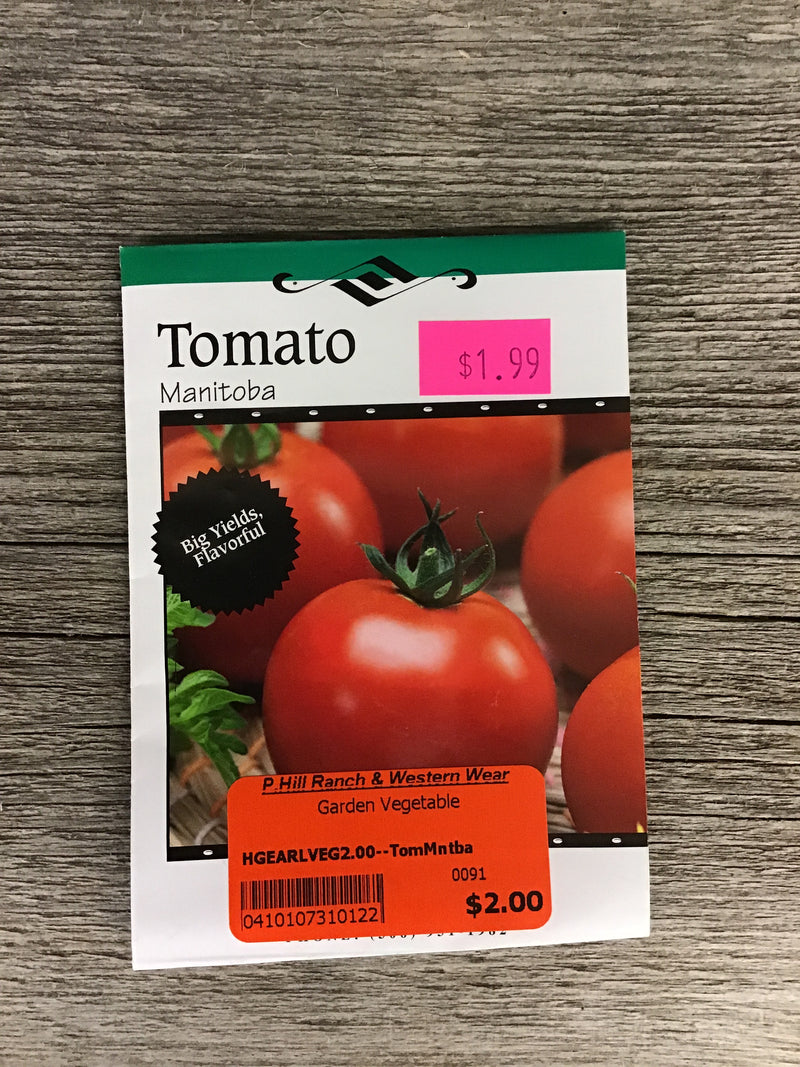 Tomato
$1.99
Manitoba
Big Yields,
Flavorful
P.Hill Ranch & Western Wear
Garden Vegetable
HGEARLVEG2.00--TomMntba
0091
0410107310122
$2.00